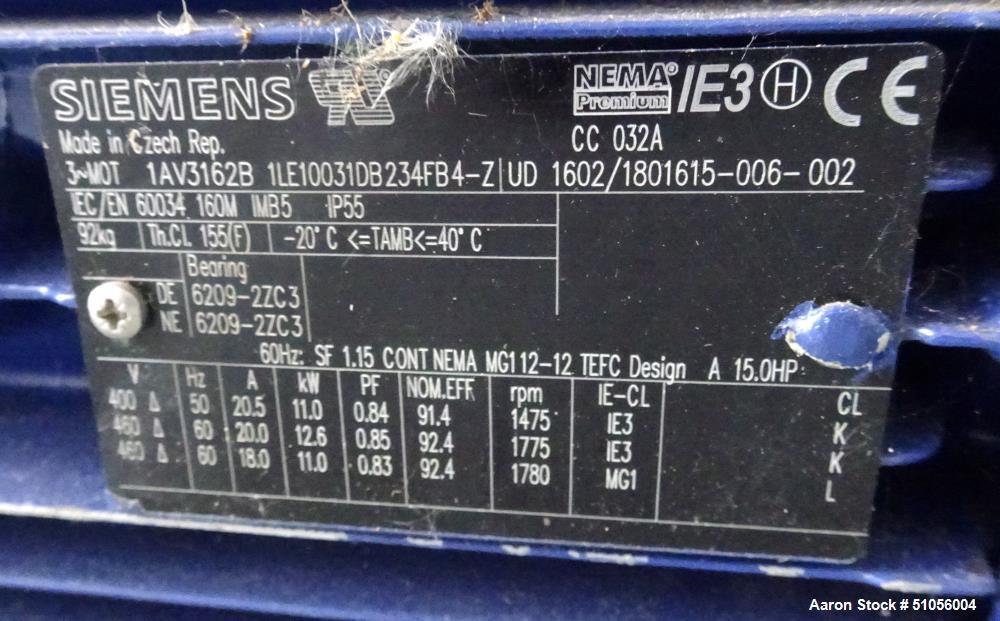 SIEMENS NEMA Premium IE3 H CE
Made in Czech Rep. CC 032A
3~MOT 1AV3162B 1LE10031DB234FB4-Z UD 1602/1801615-006-002
IEC/EN 60034 160M IMB5 IP55
92kg Th.Cl. 155(F) -20°C <=TAMB<=40°C
Bearing
DE 6209-2ZC3
NE 6209-2ZC3
60Hz: SF 1.15 CONT NEMA MG112-12 TEFC Design A 15.0HP
V Hz A kW PF NOM.EFF rpm IE-CL CL
400 Δ 50 20.5 11.0 0.84 91.4 1475 IE3 K
460 Δ 60 20.0 12.6 0.85 92.4 1775 IE3 K
460 Δ 60 18.0 11.0 0.83 92.4 1780 MG1 L
Aaron Stock # 51056004